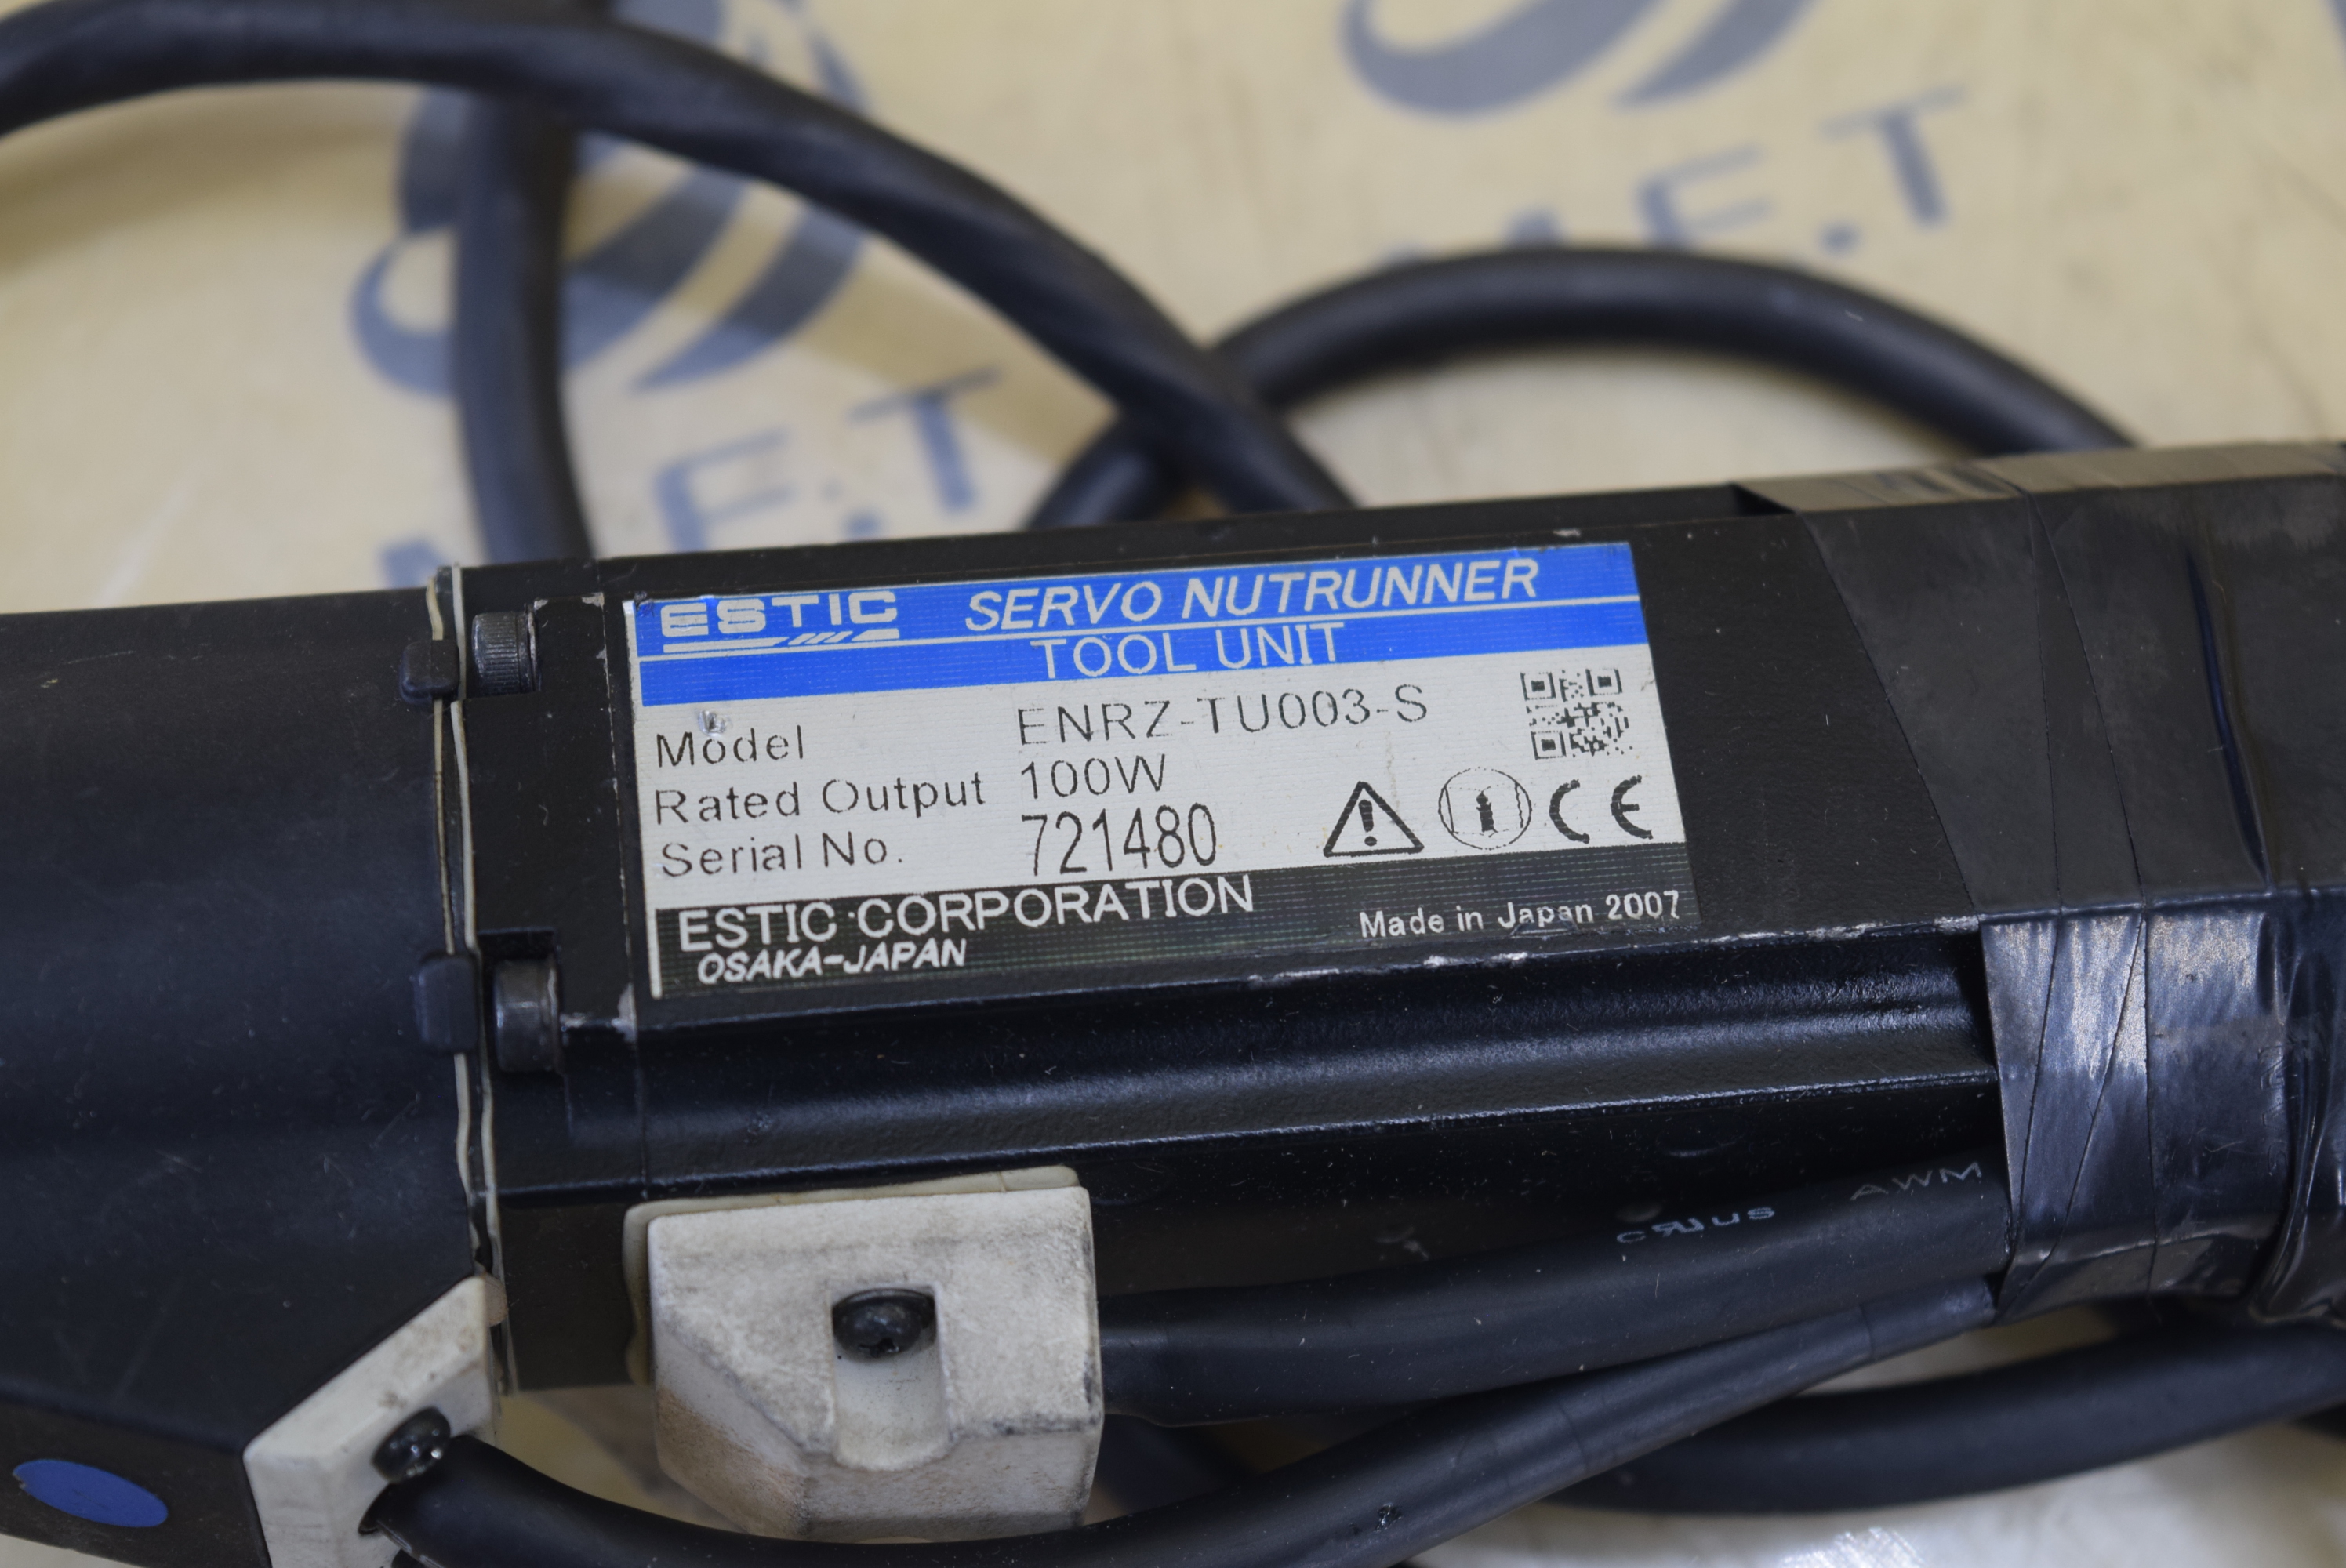 M.E.T
M.E.T
ESTIC SERVO NUTRUNNER
TOOL UNIT
Model ENRZ-TU003-S
Rated Output 100W
Serial No. 721480
CE
ESTIC CORPORATION
OSAKA-JAPAN
Made in Japan 2007
AWM